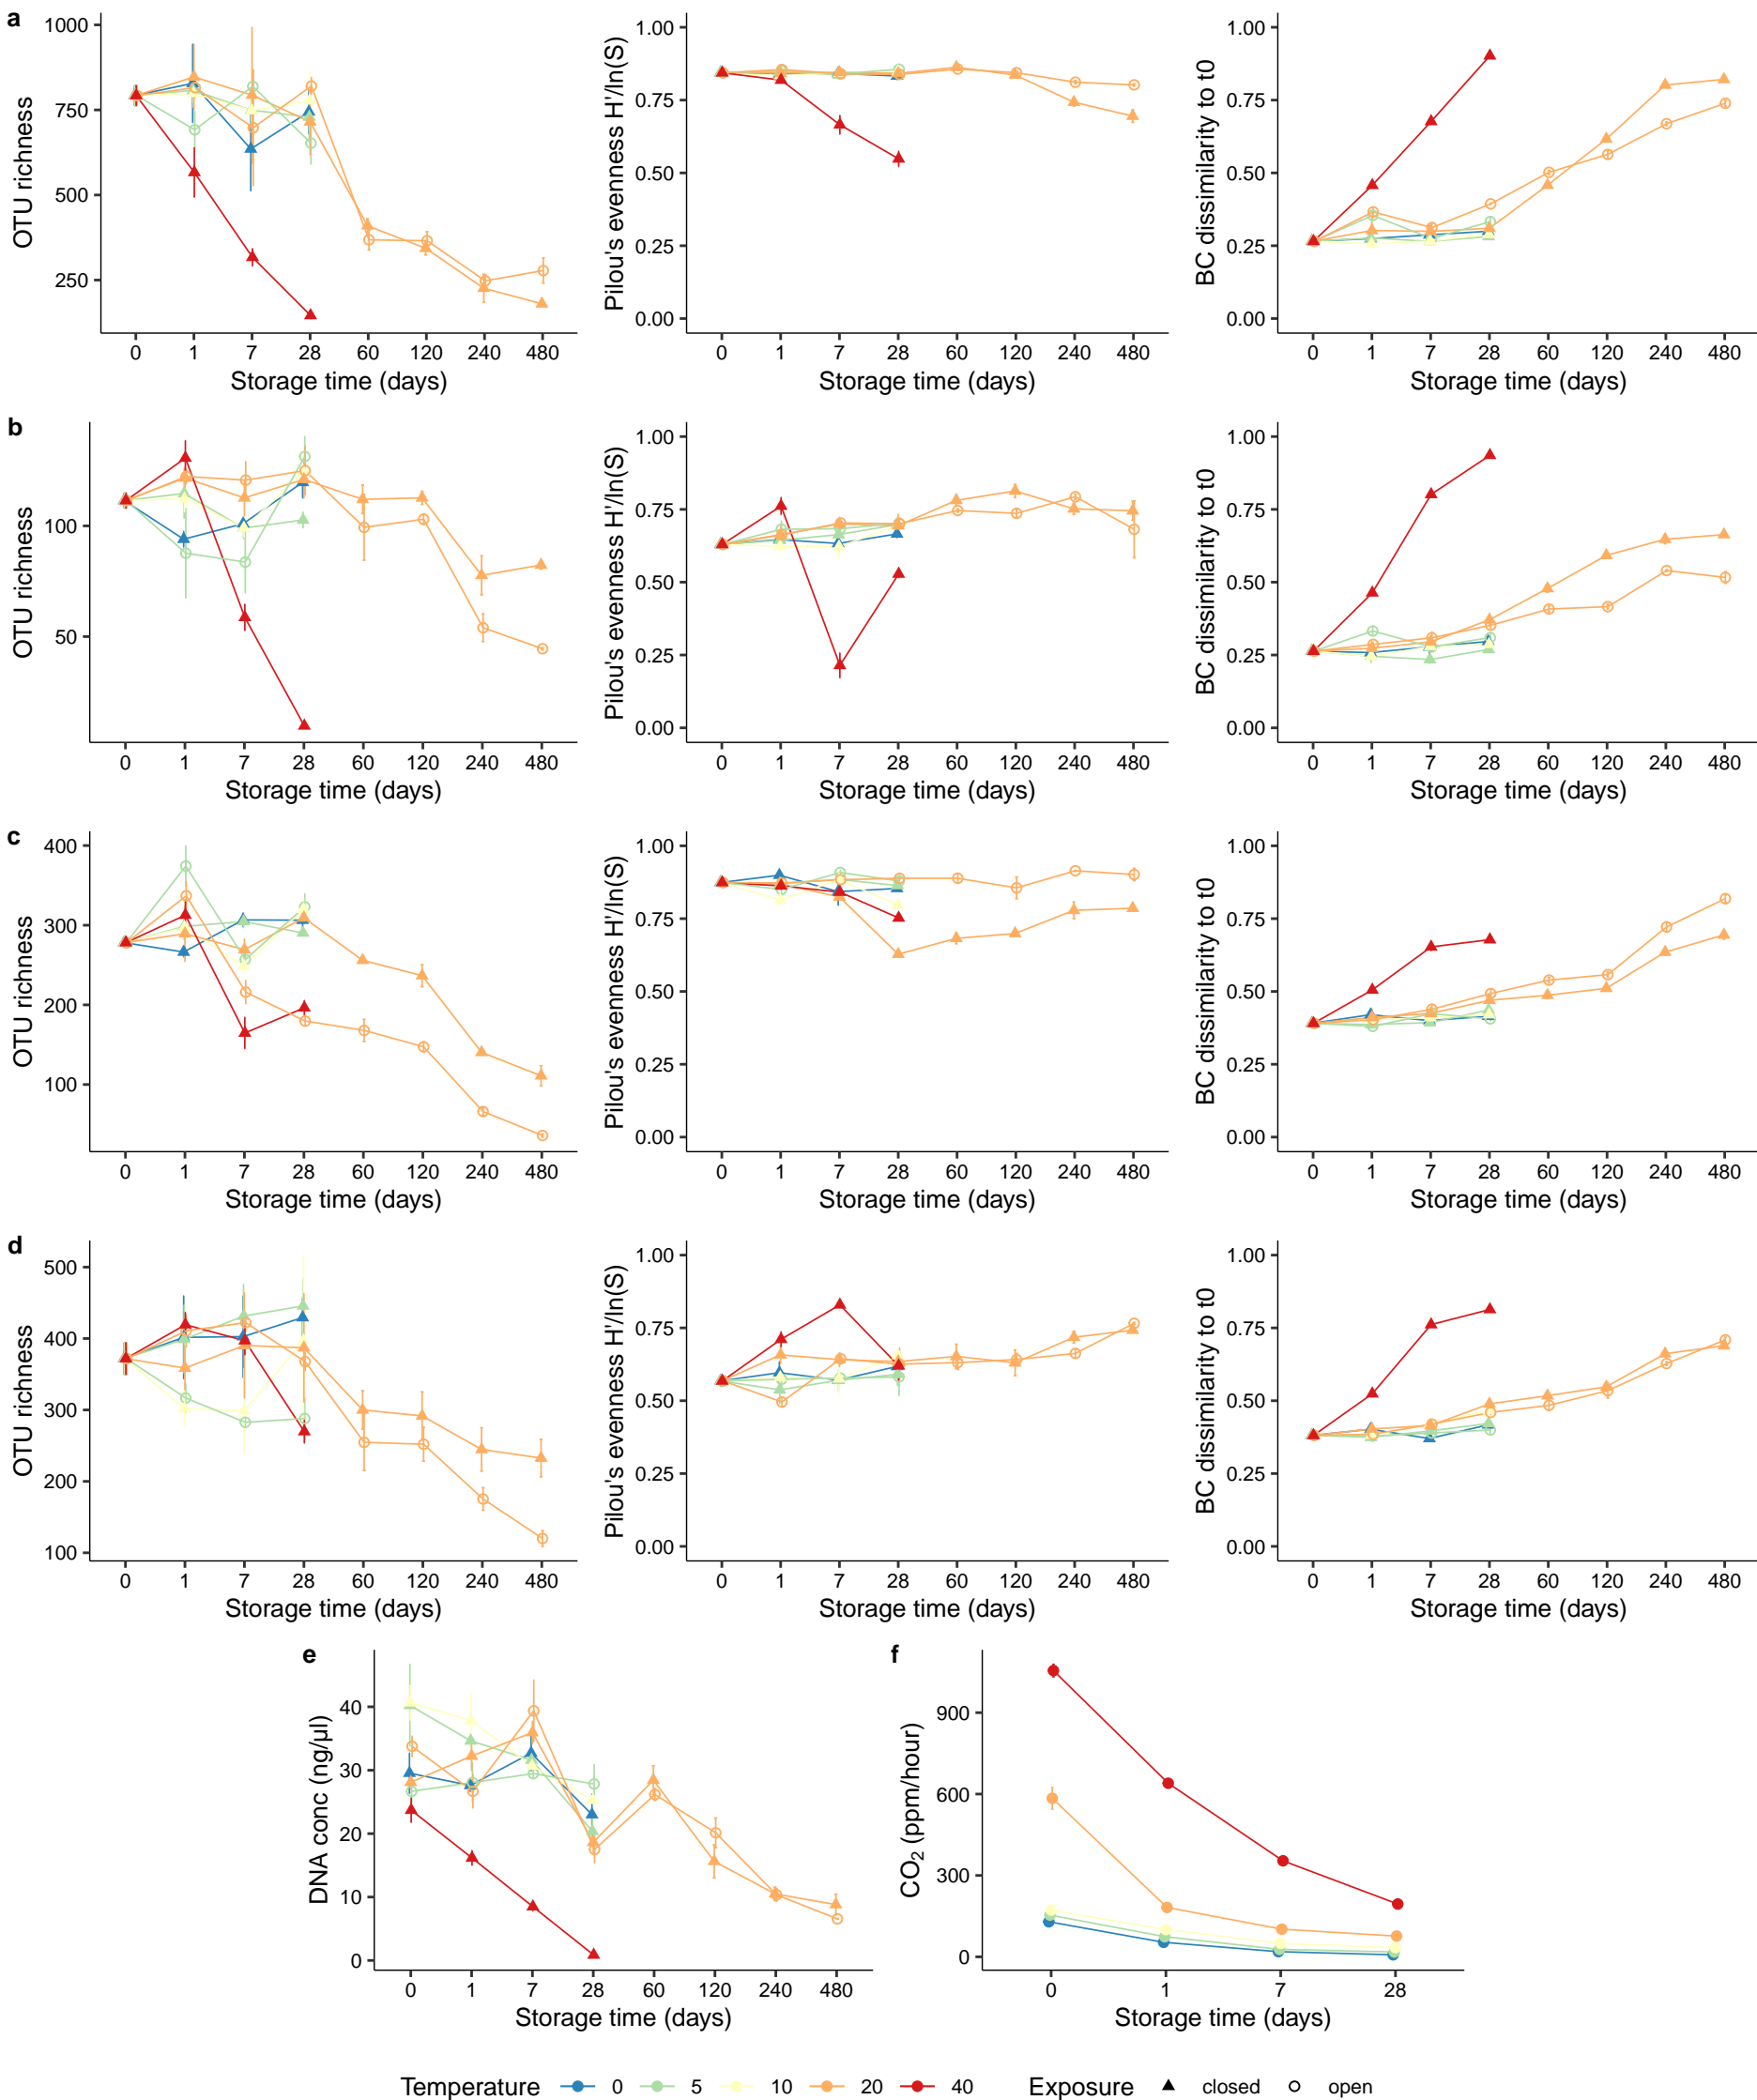 a
OTU richness
1000
750
500
250
0 1 7 28 60 120 240 480
Storage time (days)
Pilou's evenness H'/ln(S)
1.00
0.75
0.50
0.25
0.00
0 1 7 28 60 120 240 480
Storage time (days)
BC dissimilarity to t0
1.00
0.75
0.50
0.25
0.00
0 1 7 28 60 120 240 480
Storage time (days)
b
OTU richness
100
50
0 1 7 28 60 120 240 480
Storage time (days)
Pilou's evenness H'/ln(S)
1.00
0.75
0.50
0.25
0.00
0 1 7 28 60 120 240 480
Storage time (days)
BC dissimilarity to t0
1.00
0.75
0.50
0.25
0.00
0 1 7 28 60 120 240 480
Storage time (days)
c
OTU richness
400
300
200
100
0 1 7 28 60 120 240 480
Storage time (days)
Pilou's evenness H'/ln(S)
1.00
0.75
0.50
0.25
0.00
0 1 7 28 60 120 240 480
Storage time (days)
BC dissimilarity to t0
1.00
0.75
0.50
0.25
0.00
0 1 7 28 60 120 240 480
Storage time (days)
d
OTU richness
500
400
300
200
100
0 1 7 28 60 120 240 480
Storage time (days)
Pilou's evenness H'/ln(S)
1.00
0.75
0.50
0.25
0.00
0 1 7 28 60 120 240 480
Storage time (days)
BC dissimilarity to t0
1.00
0.75
0.50
0.25
0.00
0 1 7 28 60 120 240 480
Storage time (days)
e
DNA conc (ng/µl)
40
30
20
10
0
0 1 7 28 60 120 240 480
Storage time (days)
f
CO₂ (ppm/hour)
900
600
300
0
0 1 7 28
Storage time (days)
Temperature 0 5 10 20 40 Exposure closed open